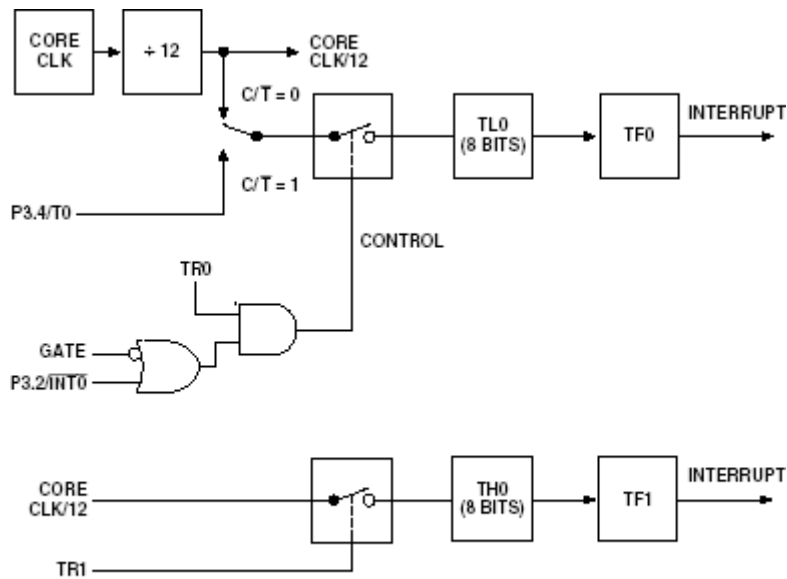 CORE
CLK
÷ 12
CORE
CLK/12
C/T̅ = 0
TL0
(8 BITS)
TF0
INTERRUPT
C/T̅ = 1
P3.4/T0
CONTROL
TR0
GATE
P3.2/I̅N̅T̅0̅
CORE
CLK/12
TH0
(8 BITS)
TF1
INTERRUPT
TR1